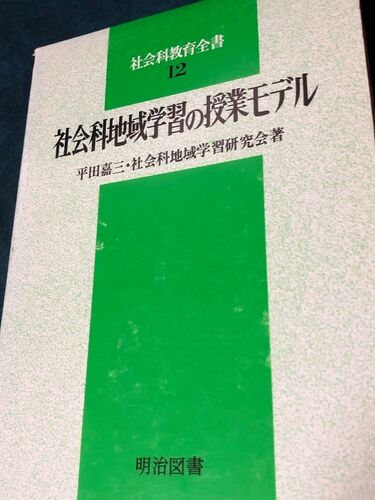 社会科教育全書
12
社会科地域学習の授業モデル
平田嘉三・社会科地域学習研究会著
明治図書